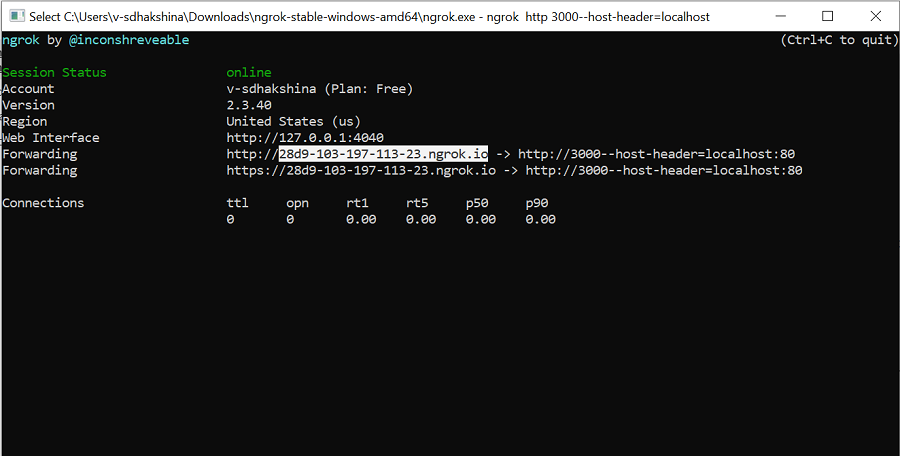 Select C:\Users\v-sdhakshina\Downloads\ngrok-stable-windows-amd64\ngrok.exe - ngrok  http 3000--host-header=localhost
ngrok by @inconshreveable (Ctrl+C to quit)
Session Status online
Account v-sdhakshina (Plan: Free)
Version 2.3.40
Region United States (us)
Web Interface http://127.0.0.1:4040
Forwarding http://28d9-103-197-113-23.ngrok.io -> http://3000--host-header=localhost:80
Forwarding https://28d9-103-197-113-23.ngrok.io -> http://3000--host-header=localhost:80
Connections ttl opn rt1 rt5 p50 p90
0 0 0.00 0.00 0.00 0.00